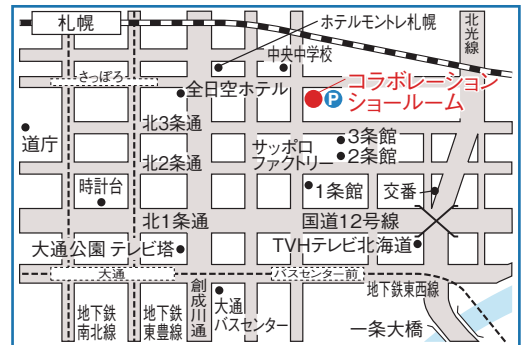 札幌
ホテルモントレ札幌
北光線
中央中学校
さっぽろ
全日空ホテル
コラボレーション
ショールーム
P
北3条通
道庁
サッポロ
ファクトリー
3条館
2条館
北2条通
時計台
1条館
交番
北1条通
国道12号線
大通公園 テレビ塔
TVHテレビ北海道
大通
バスセンター前
地下鉄東西線
創成川通
地下鉄
南北線
地下鉄
東豊線
大通
バスセンター
一条大橋